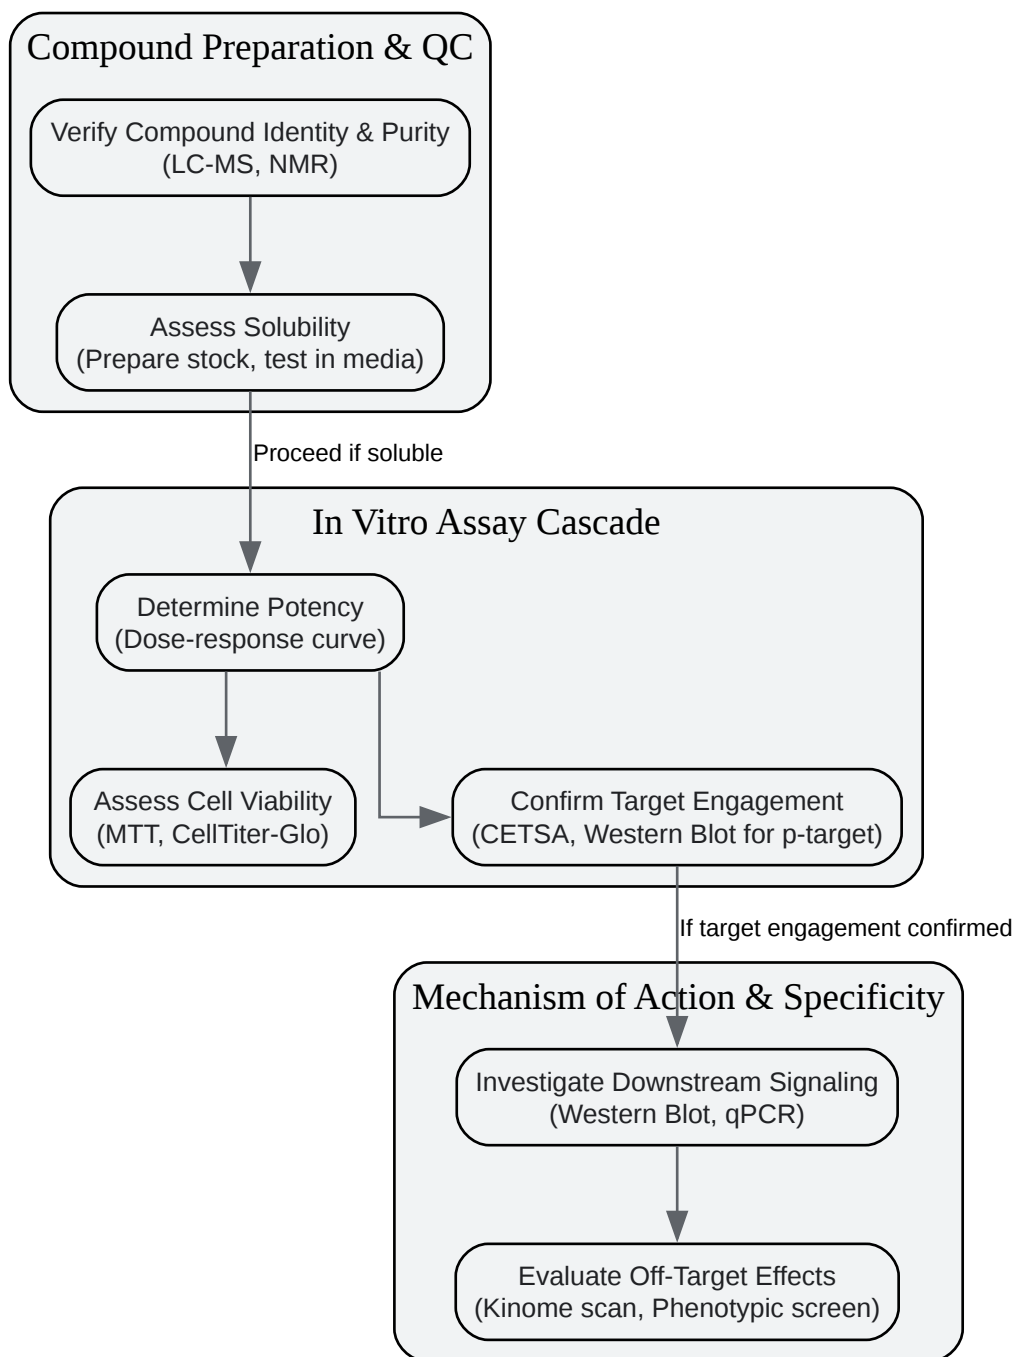 Compound Preparation & QC
Verify Compound Identity & Purity
(LC-MS, NMR)
Assess Solubility
(Prepare stock, test in media)
Proceed if soluble
In Vitro Assay Cascade
Determine Potency
(Dose-response curve)
Assess Cell Viability
(MTT, CellTiter-Glo)
Confirm Target Engagement
(CETSA, Western Blot for p-target)
If target engagement confirmed
Mechanism of Action & Specificity
Investigate Downstream Signaling
(Western Blot, qPCR)
Evaluate Off-Target Effects
(Kinome scan, Phenotypic screen)